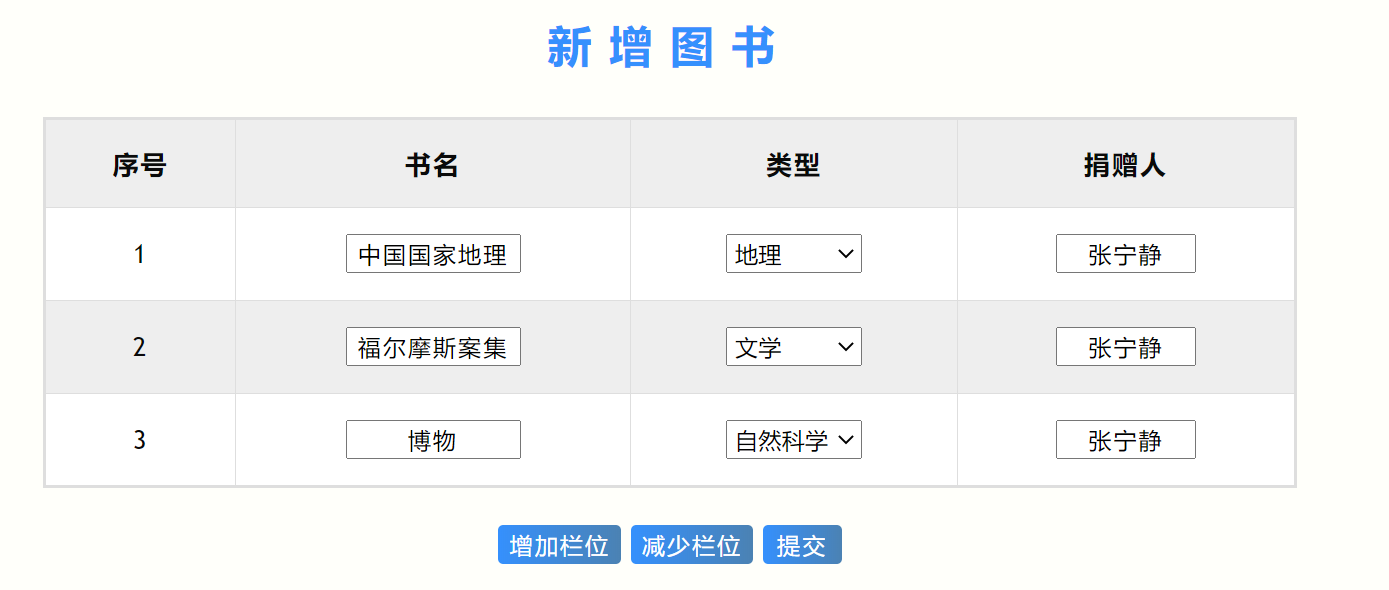 新增图书
序号 书名 类型 捐赠人
1 中国国家地理 地理 张宁静
2 福尔摩斯案集 文学 张宁静
3 博物 自然科学 张宁静
增加栏位 减少栏位 提交